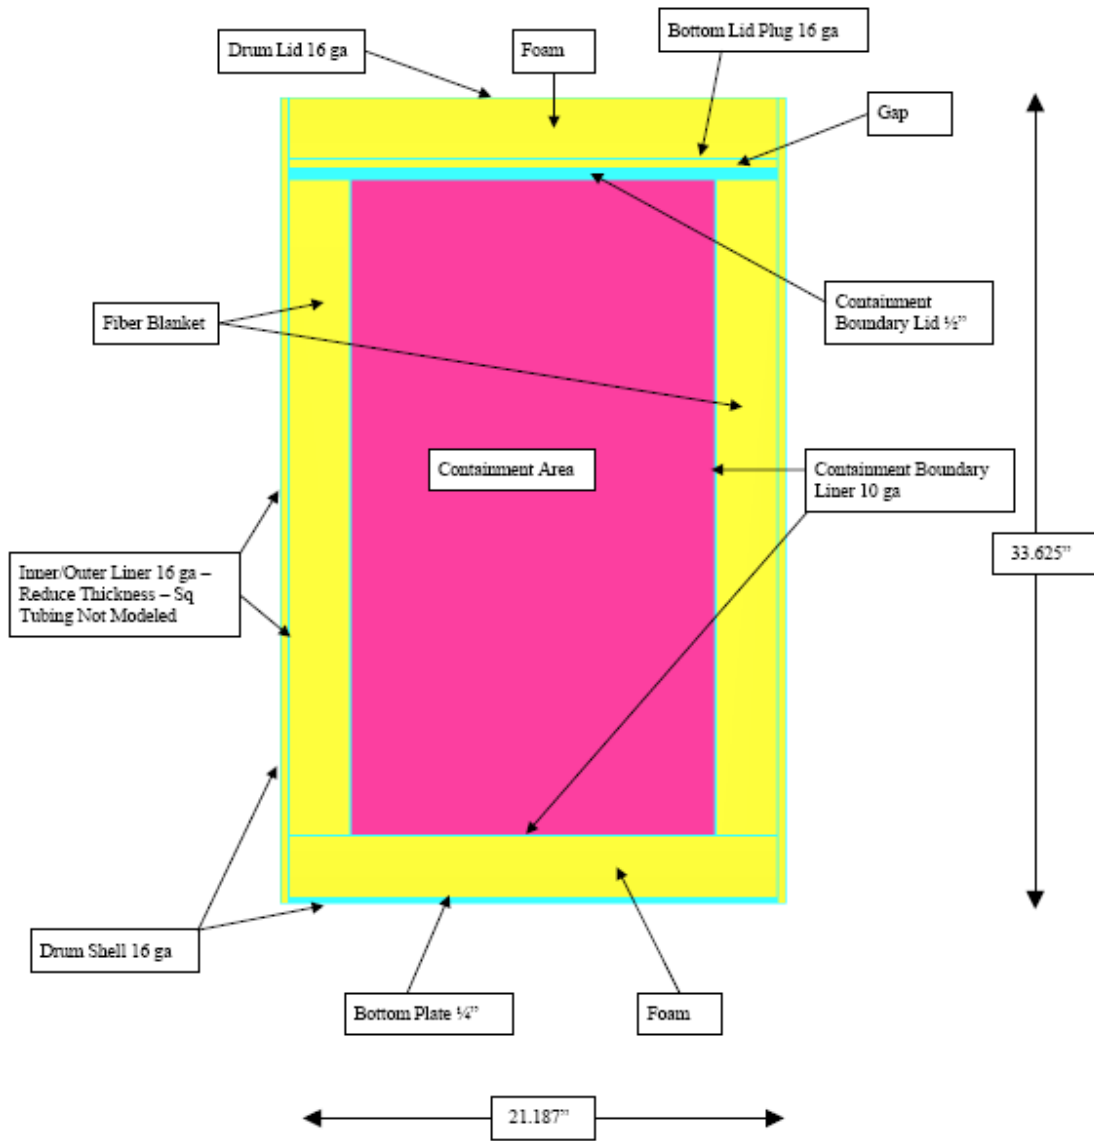 Bottom Lid Plug 16 ga
Drum Lid 16 ga
Foam
Gap
Containment
Boundary Lid ½”
Fiber Blanket
Containment Area
Containment Boundary
Liner 10 ga
33.625”
Inner/Outer Liner 16 ga –
Reduce Thickness – Sq
Tubing Not Modeled
Drum Shell 16 ga
Bottom Plate ¼”
Foam
21.187”